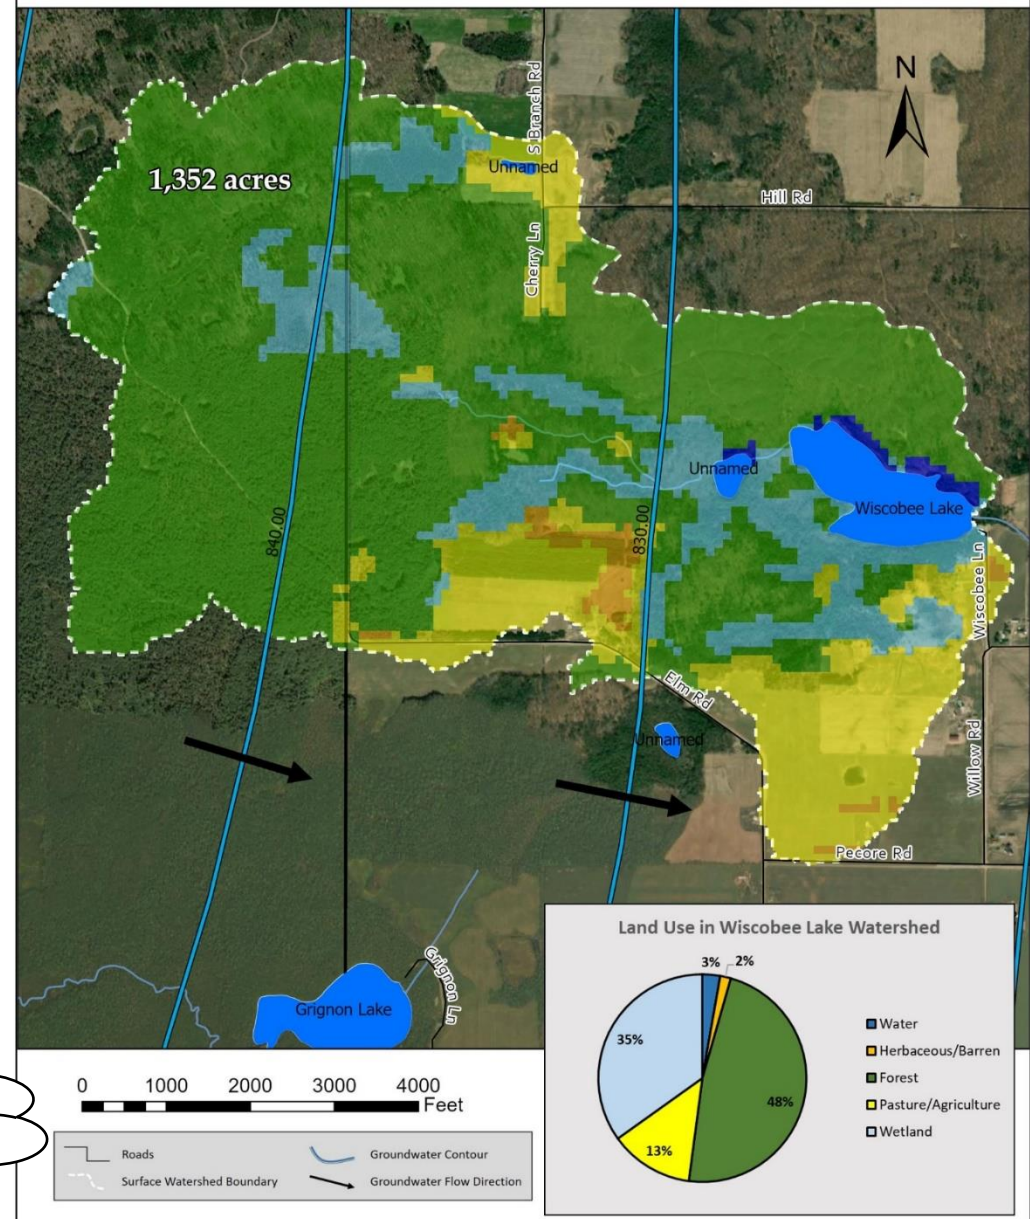 N
S Branch Rd
Unnamed
1,352 acres
Hill Rd
Cherry Ln
Unnamed
Wiscobee Lake
840.00
830.00
Wiscobee Ln
Elm Rd
Unnamed
Willow Rd
Pecore Rd
Grignon Ln
Grignon Lake
Land Use in Wiscobee Lake Watershed
3%
2%
35%
48%
13%
Water
Herbaceous/Barren
Forest
Pasture/Agriculture
Wetland
0 1000 2000 3000 4000
Feet
Roads
Groundwater Contour
Surface Watershed Boundary
Groundwater Flow Direction